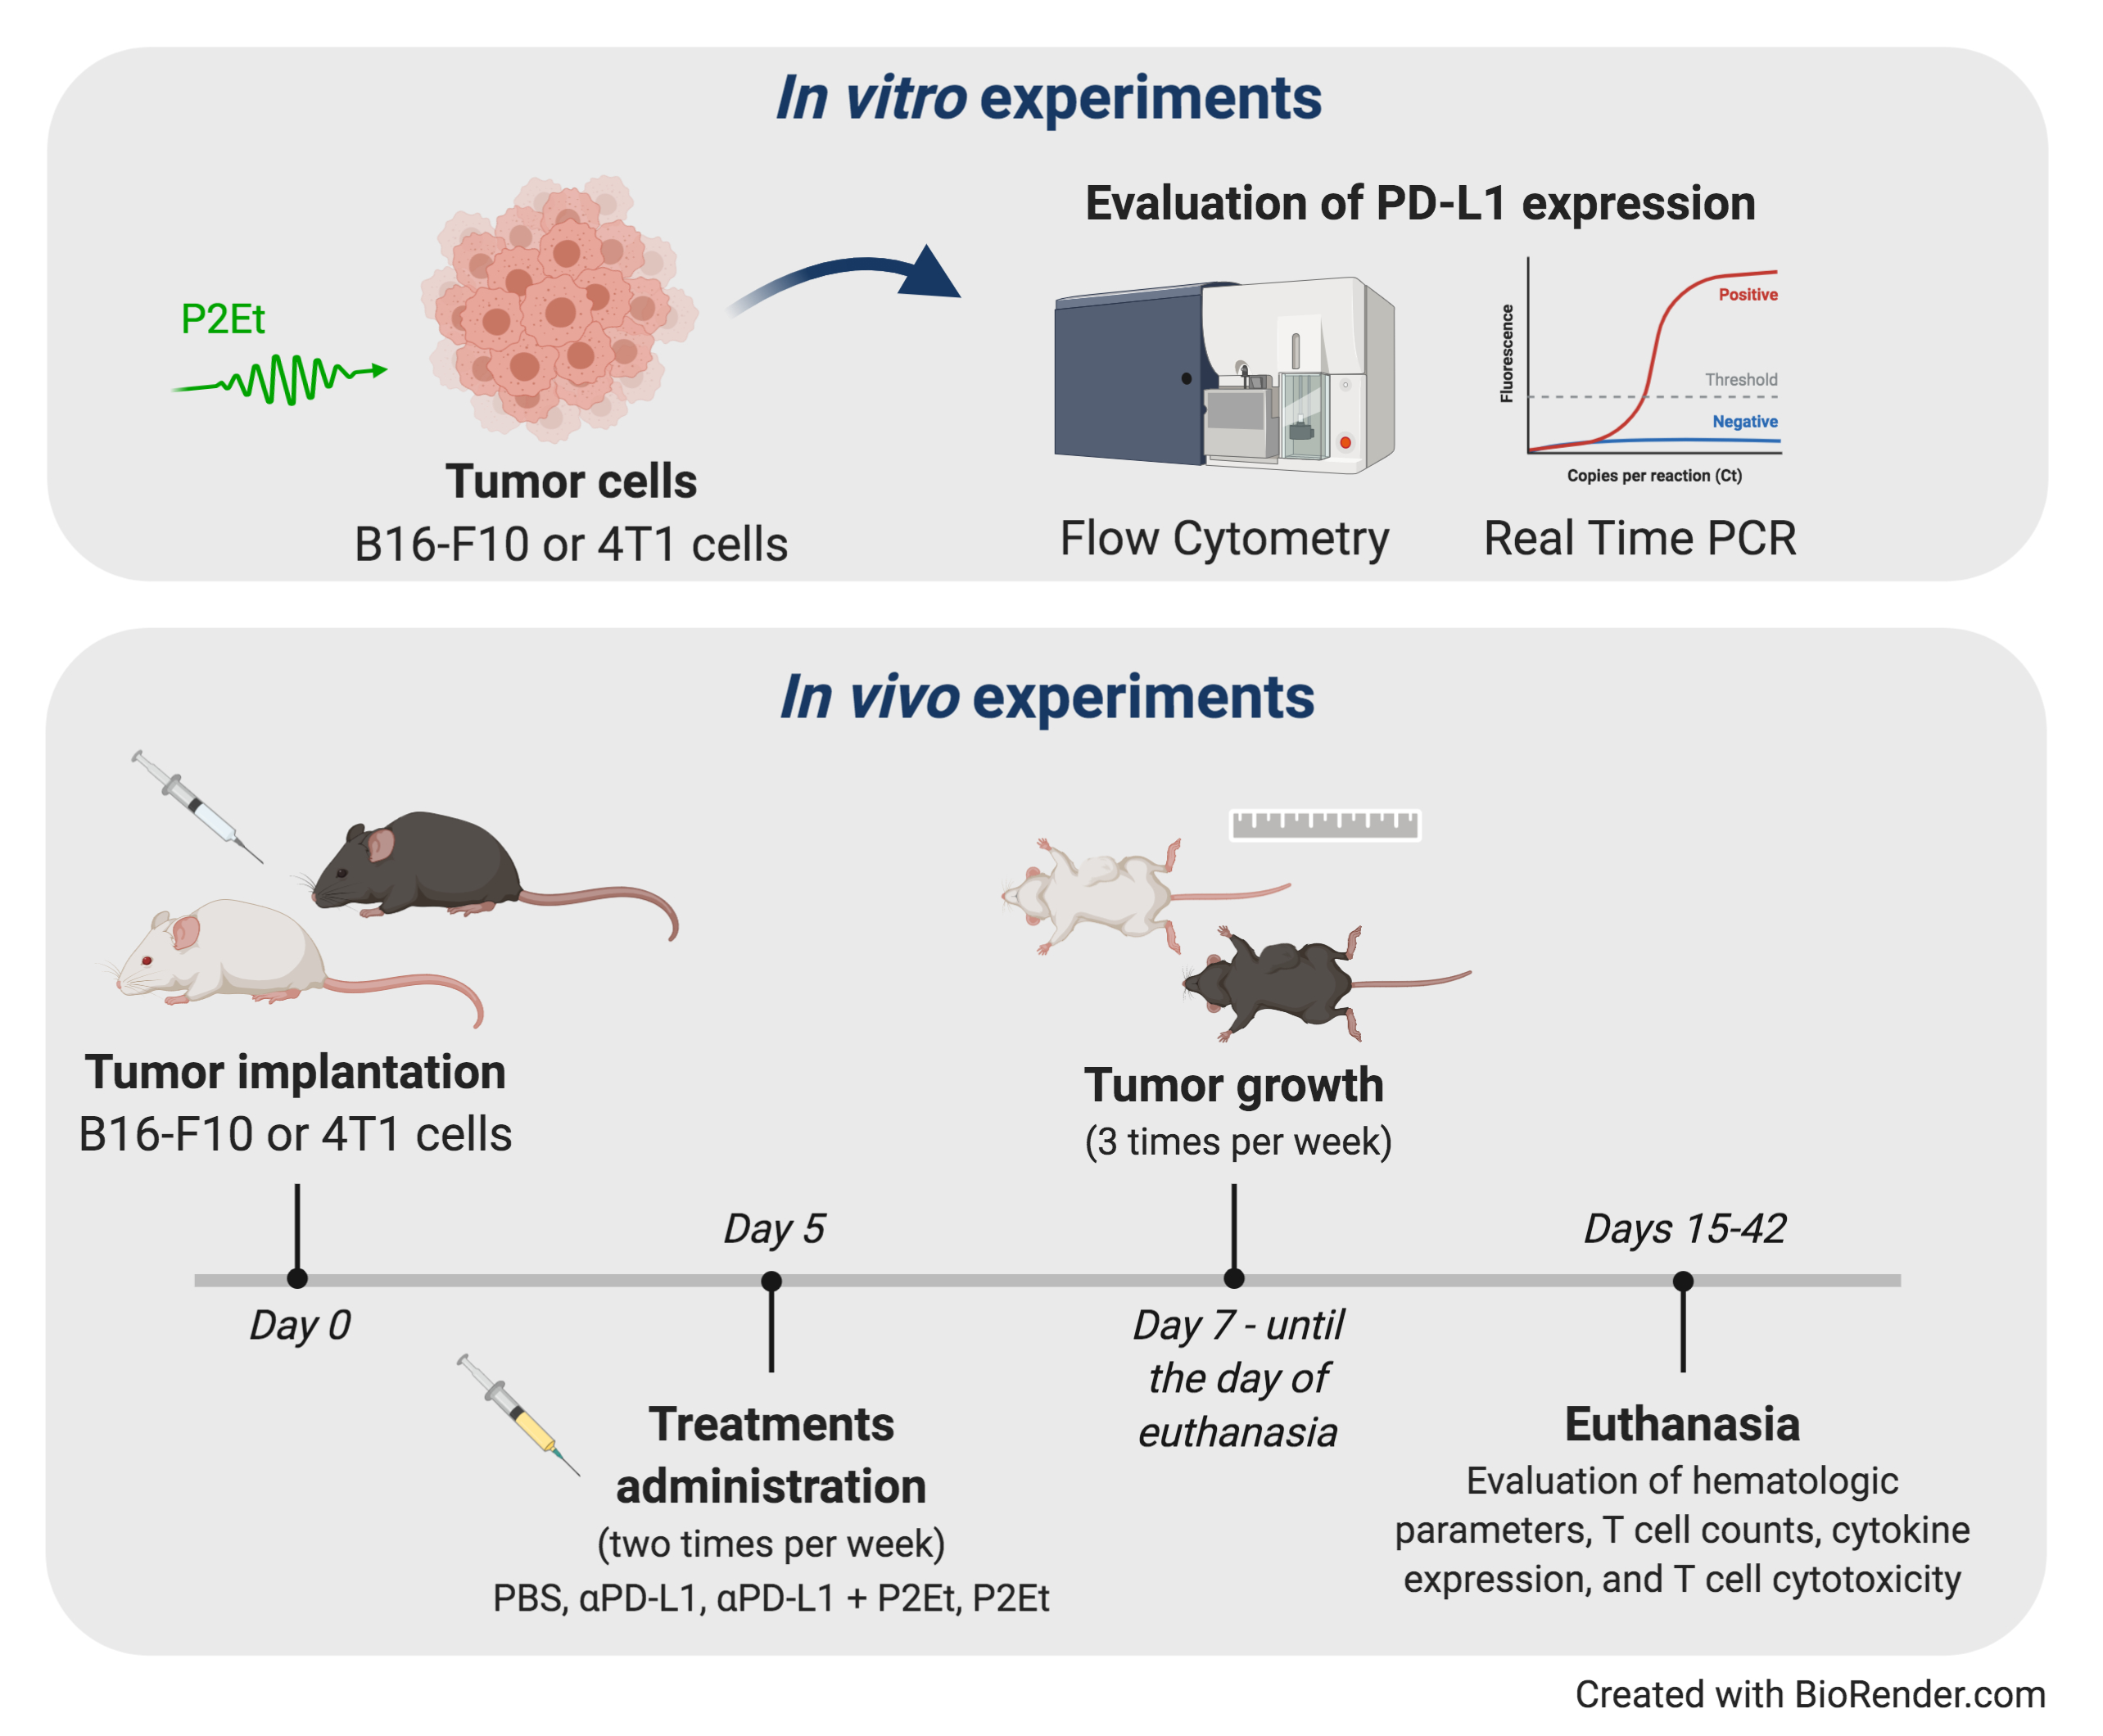 In vitro experiments
P2Et
Tumor cells
B16-F10 or 4T1 cells
Evaluation of PD-L1 expression
Flow Cytometry
Fluorescence
Positive
Threshold
Negative
Copies per reaction (Ct)
Real Time PCR
In vivo experiments
Tumor implantation
B16-F10 or 4T1 cells
Day 0
Day 5
Treatments
administration
(two times per week)
PBS, αPD-L1, αPD-L1 + P2Et, P2Et
Tumor growth
(3 times per week)
Day 7 - until
the day of
euthanasia
Days 15-42
Euthanasia
Evaluation of hematologic
parameters, T cell counts, cytokine
expression, and T cell cytotoxicity
Created with BioRender.com